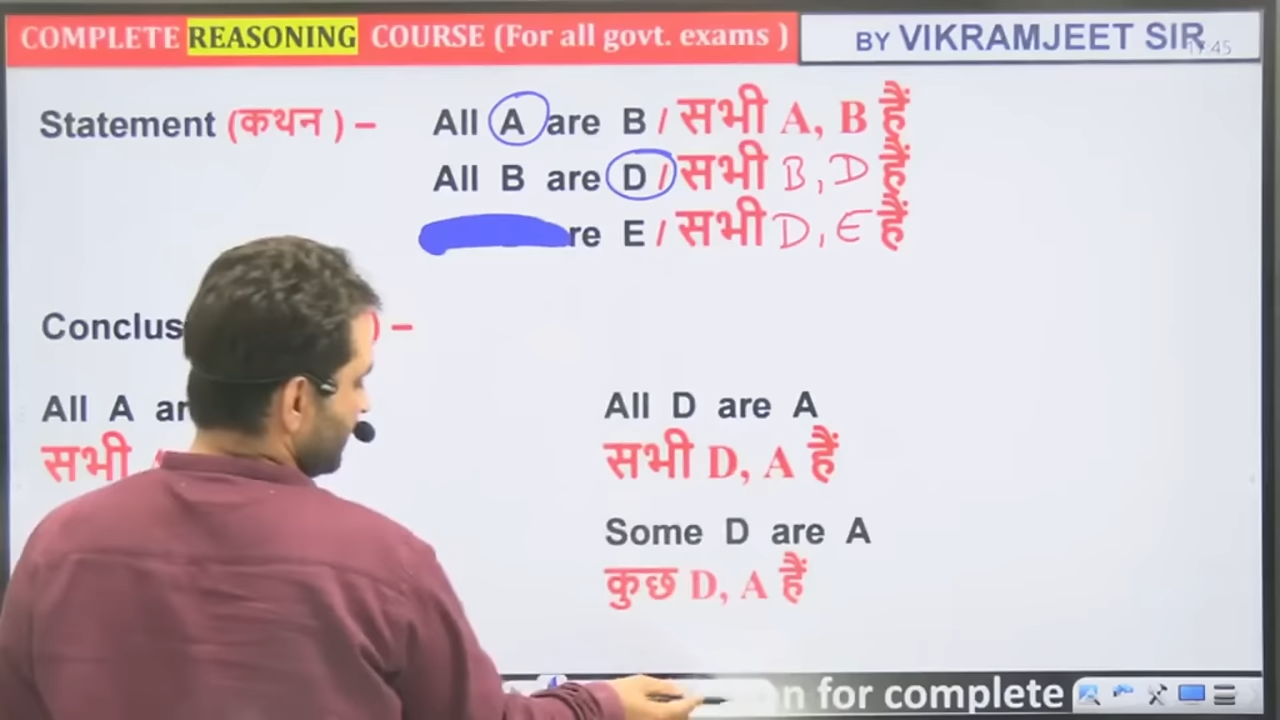 COMPLETE REASONING COURSE (For all govt. exams ) BY VIKRAMJEET SIR
Statement (कथन ) – All A are B / सभी A, B हैं
All B are D / सभी B, D हैं
re E / सभी D, E हैं
Conclus ) –
All A ar All D are A
सभी सभी D, A हैं
Some D are A
कुछ D, A हैं
n for complete